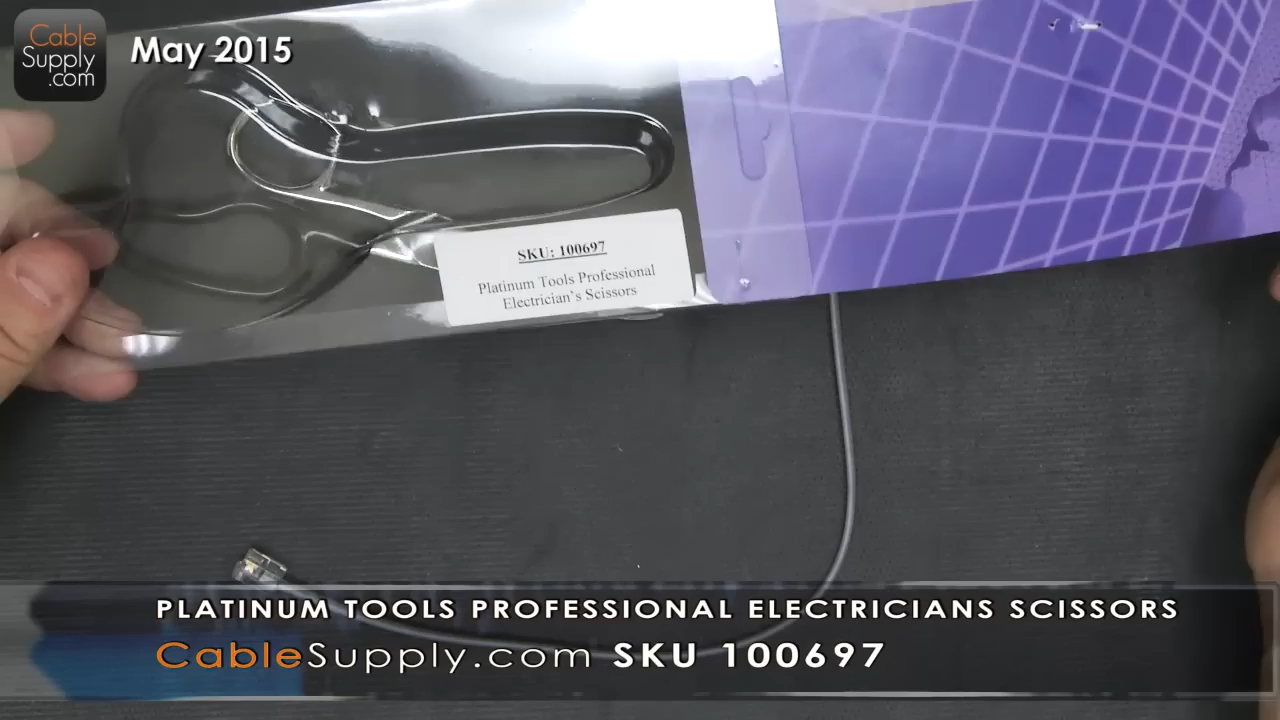 Cable
Supply
.com
May 2015
SKU: 100697
Platinum Tools Professional
Electrician's Scissors
PLATINUM TOOLS PROFESSIONAL ELECTRICIANS SCISSORS
CableSupply.com SKU 100697